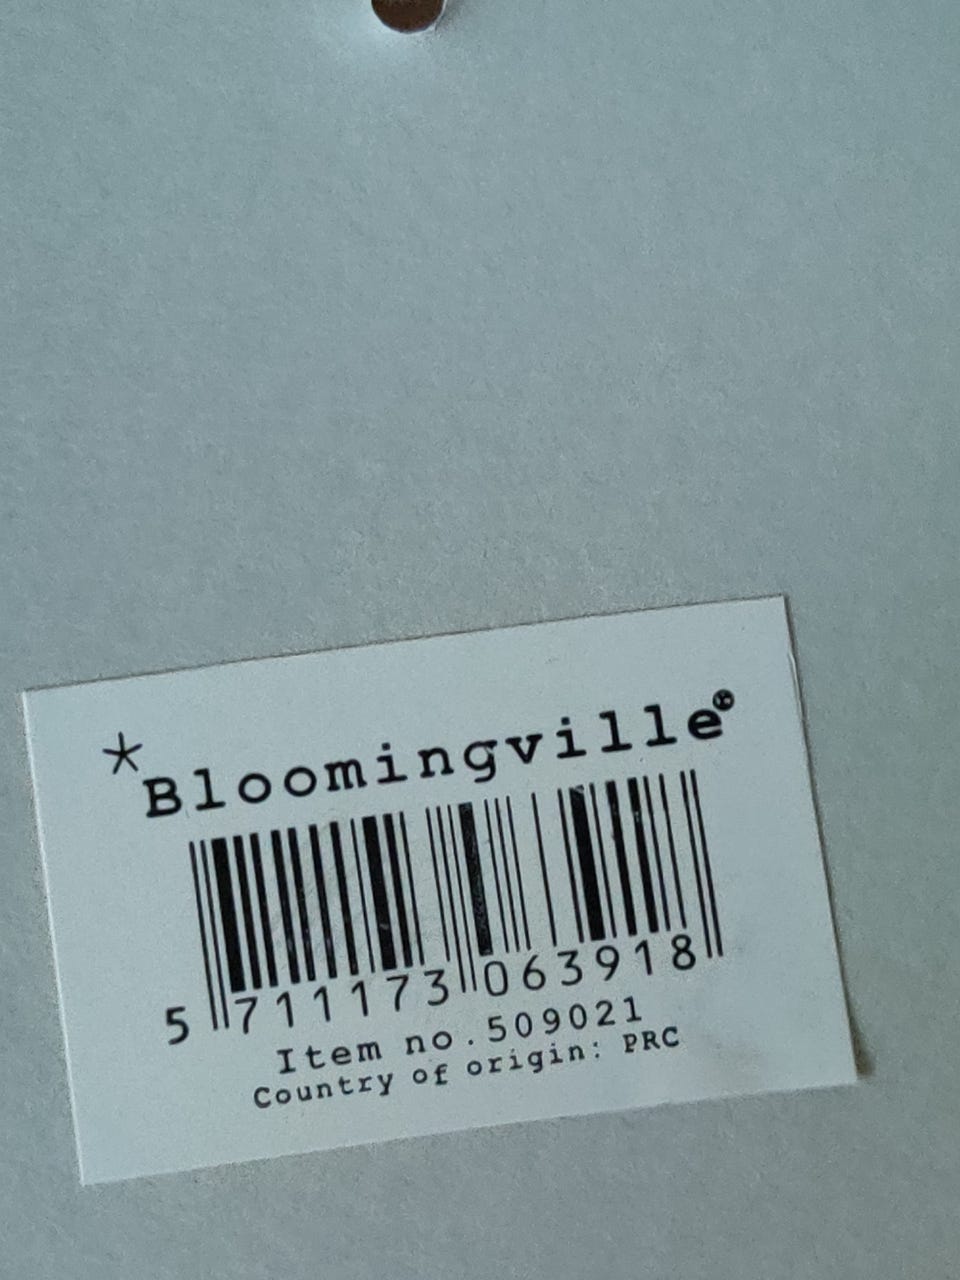 *Bloomingville®
5 711173 063918
Item no.509021
Country of origin: PRC